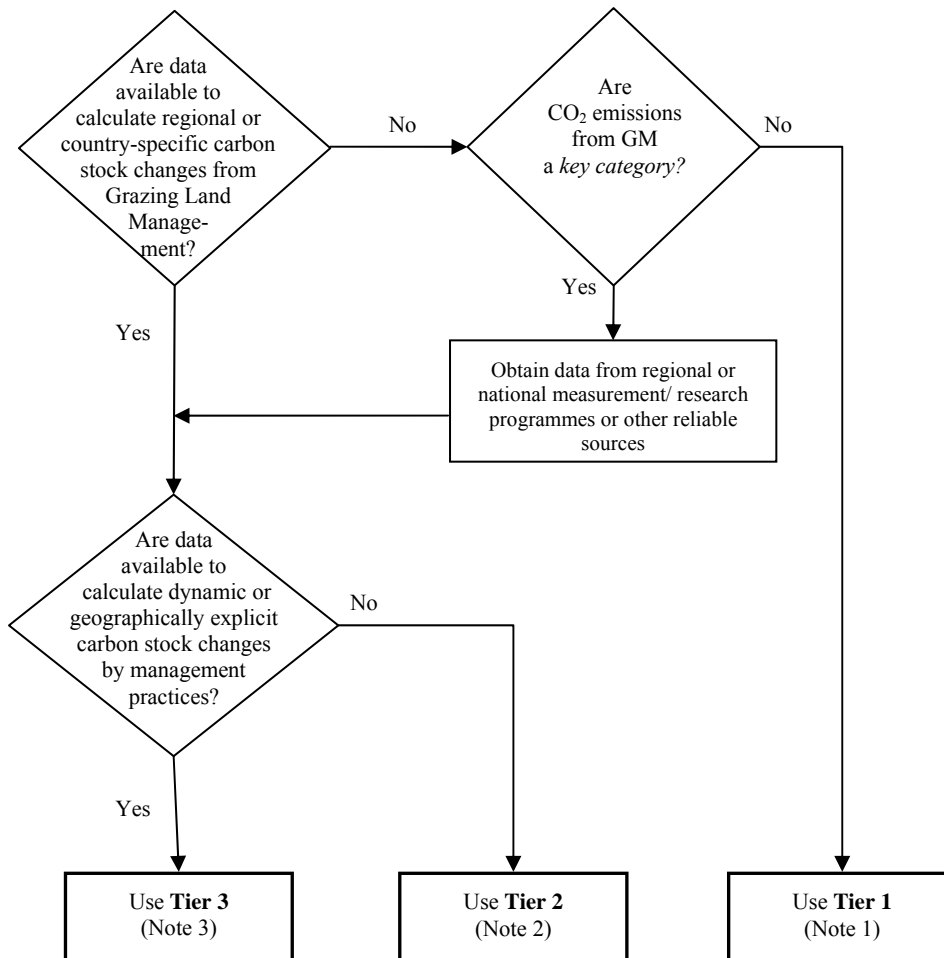 Are data
available to
calculate regional or
country-specific carbon
stock changes from
Grazing Land
Manage-
ment?
No
Are
CO₂ emissions
from GM
a key category?
No
Yes
Yes
Obtain data from regional or
national measurement/ research
programmes or other reliable
sources
Are data
available to
calculate dynamic or
geographically explicit
carbon stock changes
by management
practices?
No
Yes
Use Tier 3
(Note 3)
Use Tier 2
(Note 2)
Use Tier 1
(Note 1)